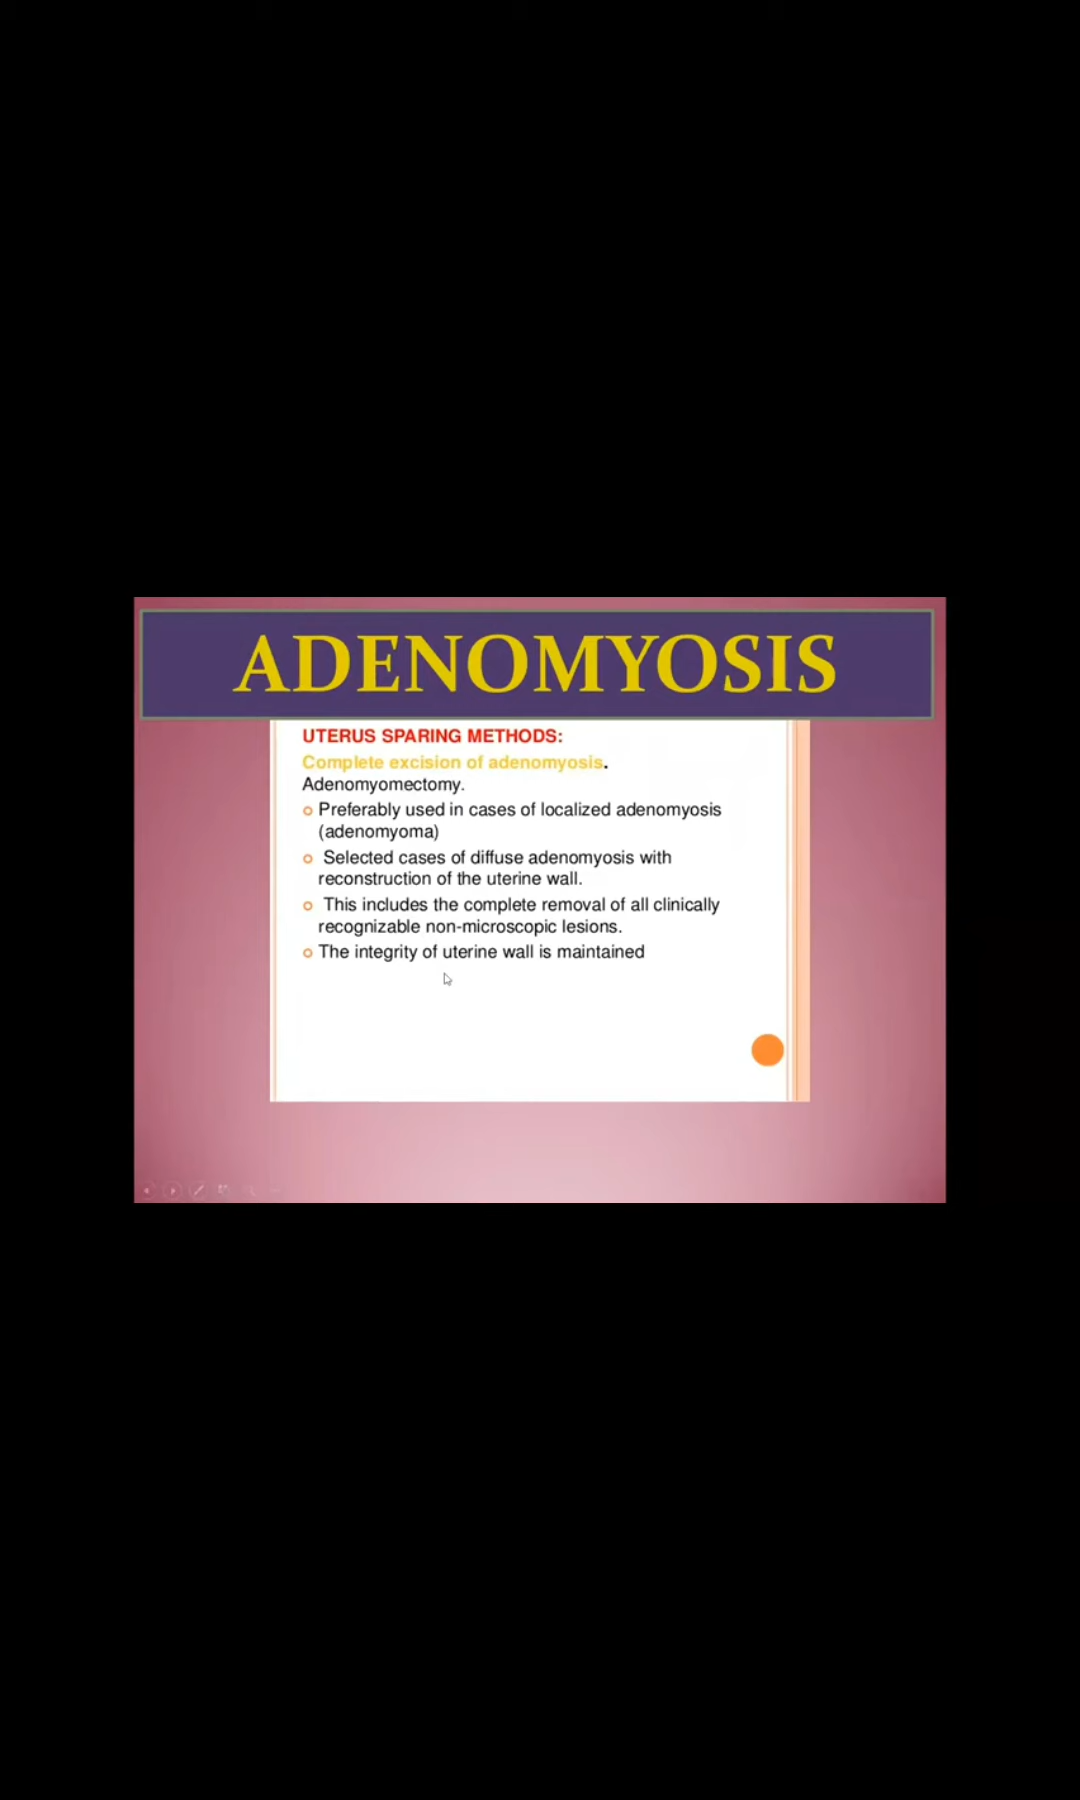 ADENOMYOSIS
UTERUS SPARING METHODS:
Complete excision of adenomyosis.
Adenomyomectomy.
Preferably used in cases of localized adenomyosis
(adenomyoma)
Selected cases of diffuse adenomyosis with
reconstruction of the uterine wall.
This includes the complete removal of all clinically
recognizable non-microscopic lesions.
The integrity of uterine wall is maintained